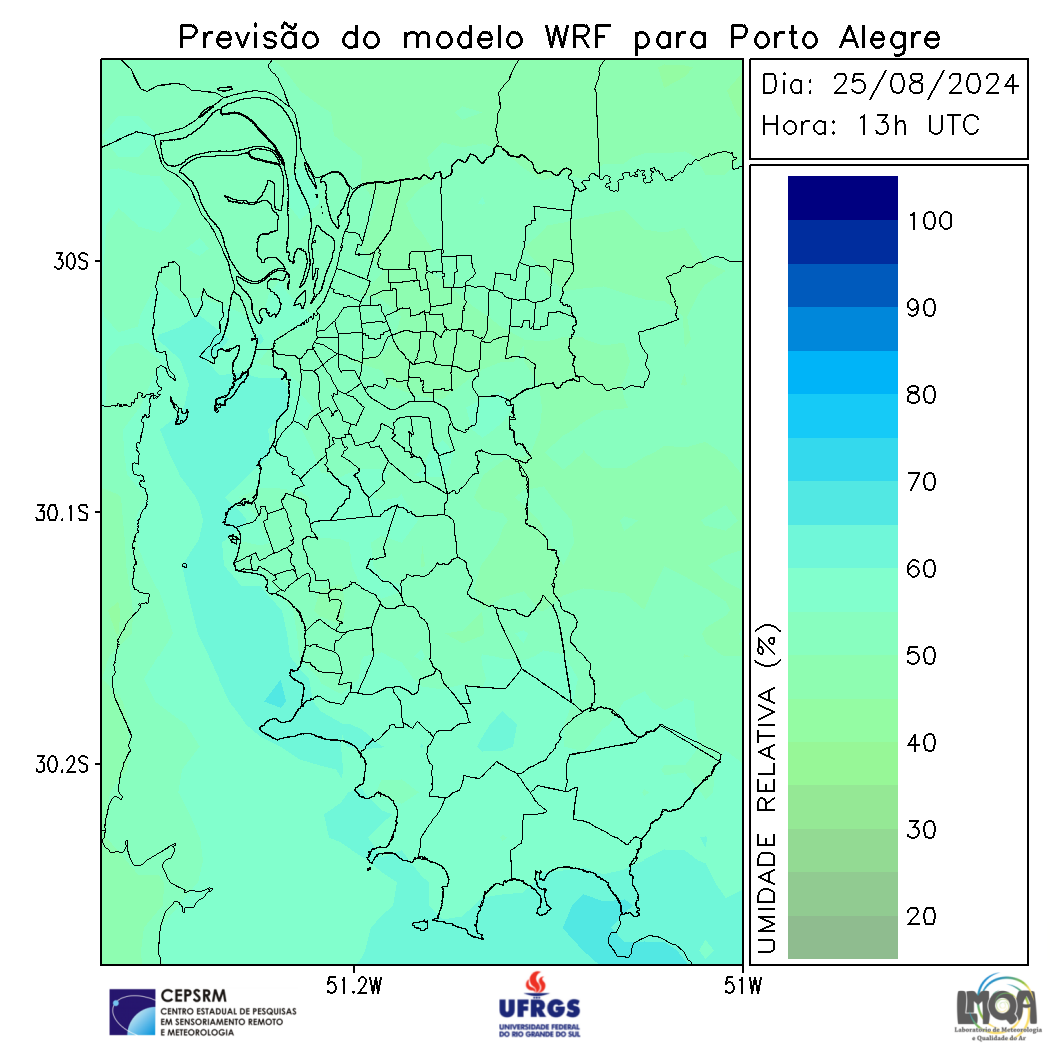 Previsão do modelo WRF para Porto Alegre
Dia: 25/08/2024
Hora: 13h UTC
100
90
80
70
60
50
40
30
20
UMIDADE RELATIVA (%)
30S
30.1S
30.2S
51.2W
51W
CEPSRM
CENTRO ESTADUAL DE PESQUISAS
EM SENSORIAMENTO REMOTO
E METEOROLOGIA
UFRGS
UNIVERSIDADE FEDERAL
DO RIO GRANDE DO SUL
LMQA
Laboratório de Meteorologia
e Qualidade do Ar